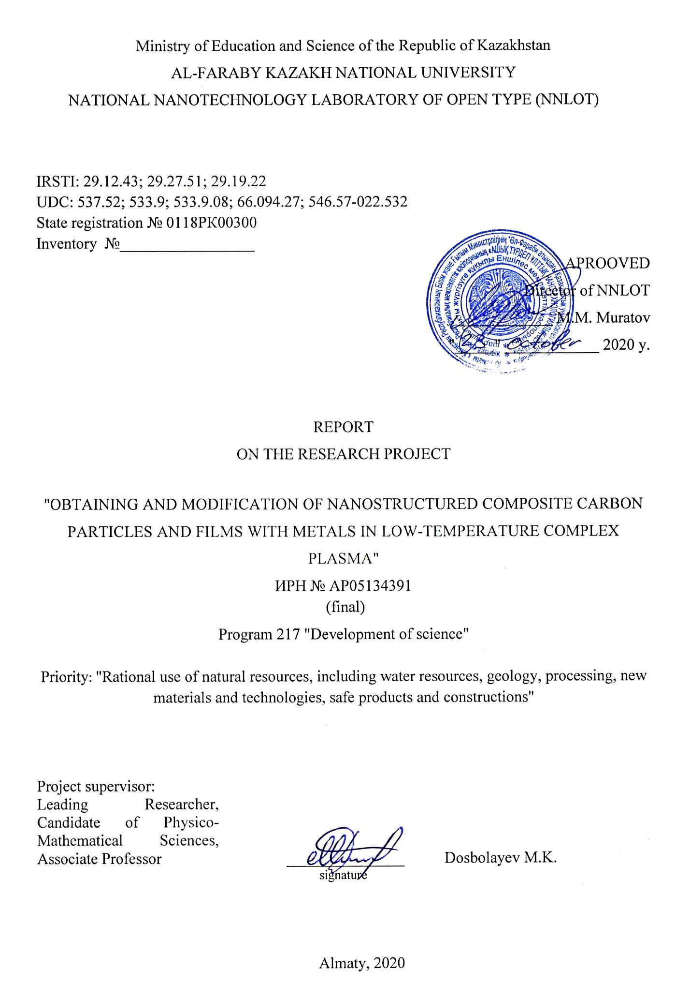 Ministry of Education and Science of the Republic of Kazakhstan
AL-FARABY KAZAKH NATIONAL UNIVERSITY
NATIONAL NANOTECHNOLOGY LABORATORY OF OPEN TYPE (NNLOT)
IRSTI: 29.12.43; 29.27.51; 29.19.22
UDC: 537.52; 533.9; 533.9.08; 66.094.27; 546.57-022.532
State registration № 0118РК00300
Inventory №_________________
APROOVED
Director of NNLOT
M.M. Muratov
" October 2020 y.
REPORT
ON THE RESEARCH PROJECT
"OBTAINING AND MODIFICATION OF NANOSTRUCTURED COMPOSITE CARBON
PARTICLES AND FILMS WITH METALS IN LOW-TEMPERATURE COMPLEX
PLASMA"
ИРН № AP05134391
(final)
Program 217 "Development of science"
Priority: "Rational use of natural resources, including water resources, geology, processing, new
materials and technologies, safe products and constructions"
Project supervisor:
Leading Researcher,
Candidate of Physico-
Mathematical Sciences,
Associate Professor
Dosbolayev M.K.
signature
Almaty, 2020